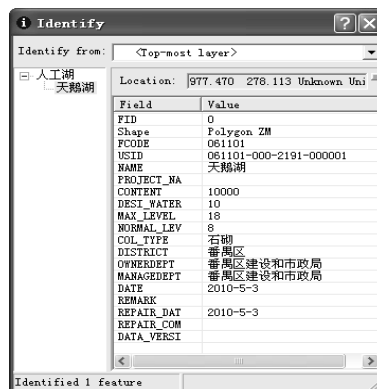 Identify
Identify from: <Top-most layer>
人工湖
天鹅湖
Location: 977.470 278.113 Unknown Uni
Field Value
FID 0
Shape Polygon ZM
FCODE 061101
USID 061101-000-2191-000001
NAME 天鹅湖
PROJECT_NA
CONTENT 10000
DESI_WATER 10
MAX_LEVEL 18
NORMAL_LEV 8
COL_TYPE 石砌
DISTRICT 番禺区
OWNERDEPT 番禺区建设和市政局
MANAGEDEPT 番禺区建设和市政局
DATE 2010-5-3
REMARK
REPAIR_DAT 2010-5-3
REPAIR_COM
DATA_VERSI
Identified 1 feature